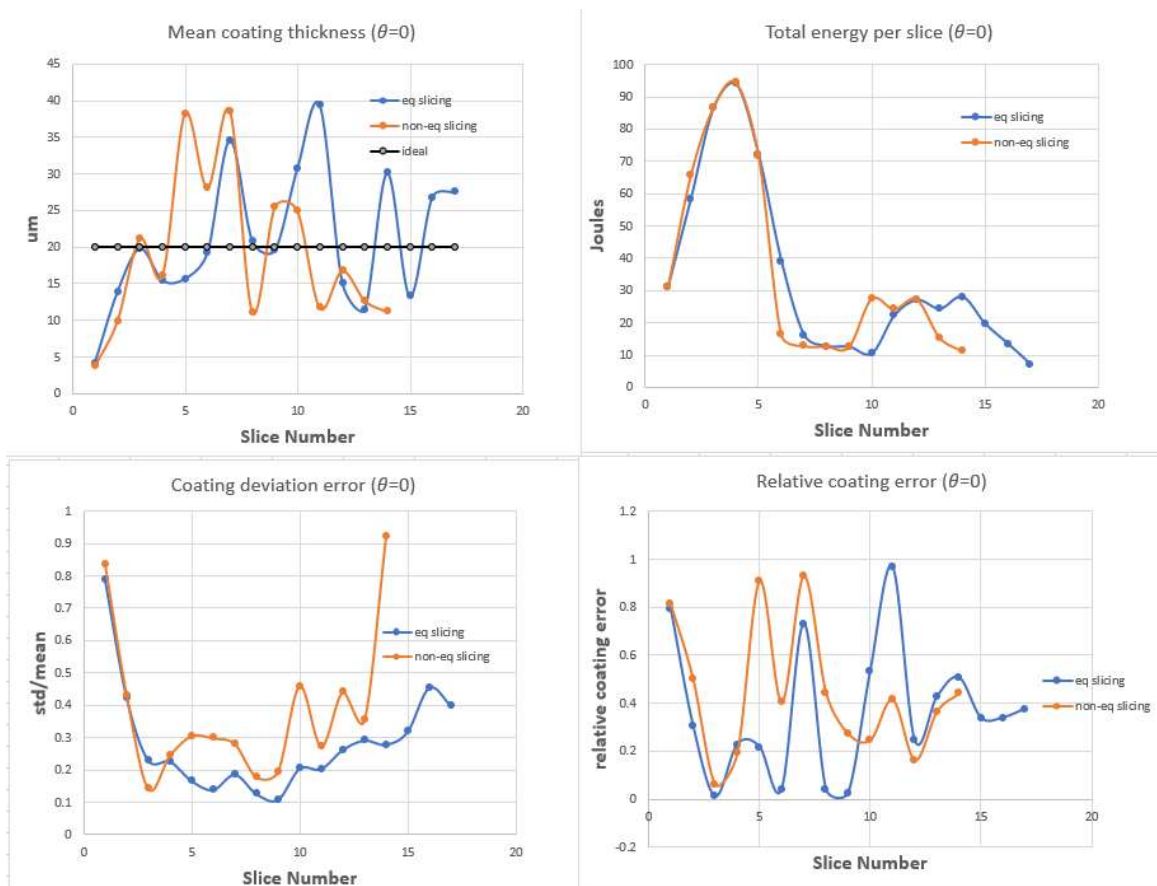 Mean coating thickness (θ=0)
45
40
35
30
25
20
15
10
5
0
um
0 5 10 15 20
Slice Number
eq slicing
non-eq slicing
ideal
Total energy per slice (θ=0)
100
90
80
70
60
50
40
30
20
10
0
Joules
0 5 10 15 20
Slice Number
eq slicing
non-eq slicing
Coating deviation error (θ=0)
1
0.9
0.8
0.7
0.6
0.5
0.4
0.3
0.2
0.1
0
std/mean
0 5 10 15 20
Slice Number
eq slicing
non-eq slicing
Relative coating error (θ=0)
1.2
1
0.8
0.6
0.4
0.2
0
-0.2
relative coating error
0 5 10 15 20
Slice Number
eq slicing
non-eq slicing